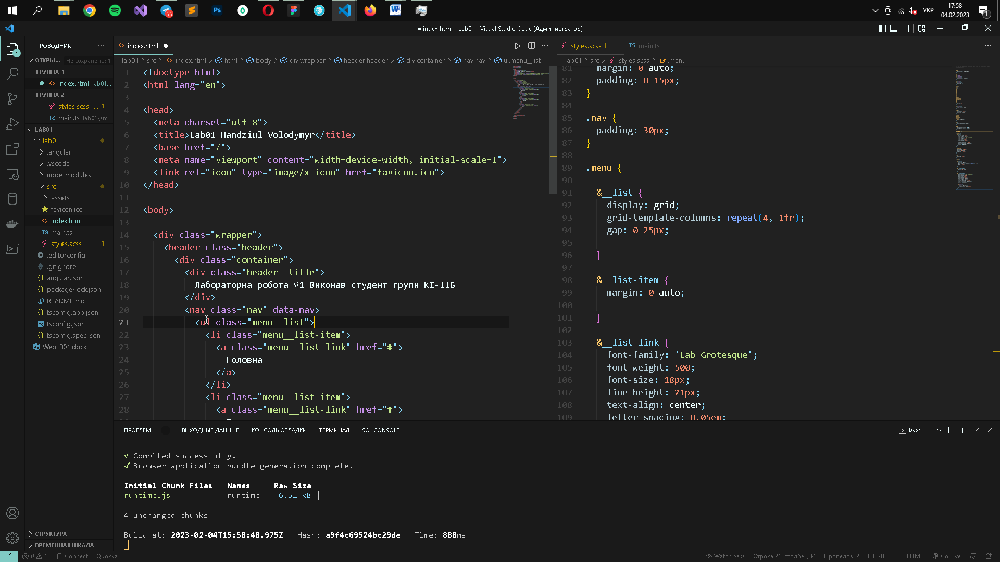 66
Ps
УКР
17:58
04.02.2023
1
● index.html - Lab01 - Visual Studio Code [Администратор]
1
ПРОВОДНИК
ОТКРЫ... Не сохранено: 1
ГРУППА 1
index.html lab01...
ГРУППА 2
styles.scss l... 1
TS main.ts lab01\src
LAB01
lab01
.angular
.vscode
node_modules
src
assets
favicon.ico
index.html
TS main.ts
styles.scss 1
.editorconfig
.gitignore
angular.json
package-lock.json
README.md
tsconfig.app.json
tsconfig.json
tsconfig.spec.json
WebLB01.docx
СТРУКТУРА
ВРЕМЕННАЯ ШКАЛА
index.html
lab01 > src > index.html > html > body > div.wrapper > header.header > div.container > nav.nav > ul.menu__list
1 <!doctype html>
2 <html lang="en">
3
4 <head>
5 <meta charset="utf-8">
6 <title>Lab01 Handziul Volodymyr</title>
7 <base href="/">
8 <meta name="viewport" content="width=device-width, initial-scale=1">
9 <link rel="icon" type="image/x-icon" href="favicon.ico">
10 </head>
11
12 <body>
13
14 <div class="wrapper">
15 <header class="header">
16 <div class="container">
17 <div class="header__title">
18 Лабораторна робота №1 Виконав студент групи КІ-11Б
19 </div>
20 <nav class="nav" data-nav>
21 <ul class="menu__list">
22 <li class="menu__list-item">
23 <a class="menu__list-link" href="#">
24 Головна
25 </a>
26 </li>
27 <li class="menu__list-item">
28 <a class="menu__list-link" href="#">
styles.scss 1
TS main.ts
lab01 > src > styles.scss > .menu
81 margin: 0 auto;
82 padding: 0 15px;
83 }
84
85 .nav {
86 padding: 30px;
87 }
88
89 .menu {
90
91 &__list {
92 display: grid;
93 grid-template-columns: repeat(4, 1fr);
94 gap: 0 25px;
95
96 }
97
98 &__list-item {
99 margin: 0 auto;
100
101 }
102
103 &__list-link {
104 font-family: 'Lab Grotesque';
105 font-weight: 500;
106 font-size: 18px;
107 line-height: 21px;
108 text-align: center;
109 letter-spacing: 0.05em;
ПРОБЛЕМЫ 1 ВЫХОДНЫЕ ДАННЫЕ КОНСОЛЬ ОТЛАДКИ ТЕРМИНАЛ SQL CONSOLE
bash
√ Compiled successfully.
✔ Browser application bundle generation complete.
Initial Chunk Files | Names | Raw Size
runtime.js | runtime | 6.51 kB |
4 unchanged chunks
Build at: 2023-02-04T15:58:48.975Z - Hash: a9f4c69524bc29de - Time: 888ms
0 1 Connect Quokka
Watch Sass Строка 21, столбец 34 Пробелов: 2 UTF-8 LF HTML Go Live